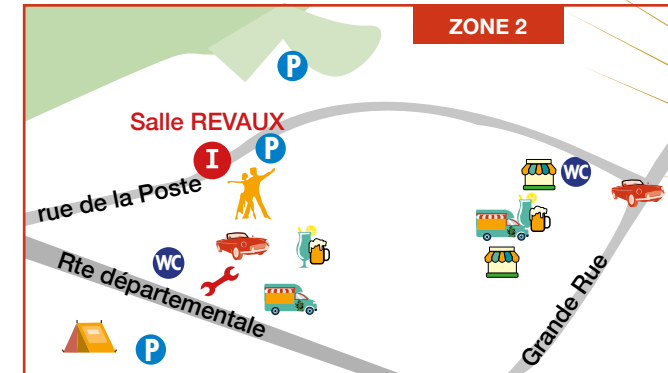 ZONE 2
P
Salle REVAUX
P
I
rue de la Poste
WC
WC
Rte départementale
Grande Rue
P